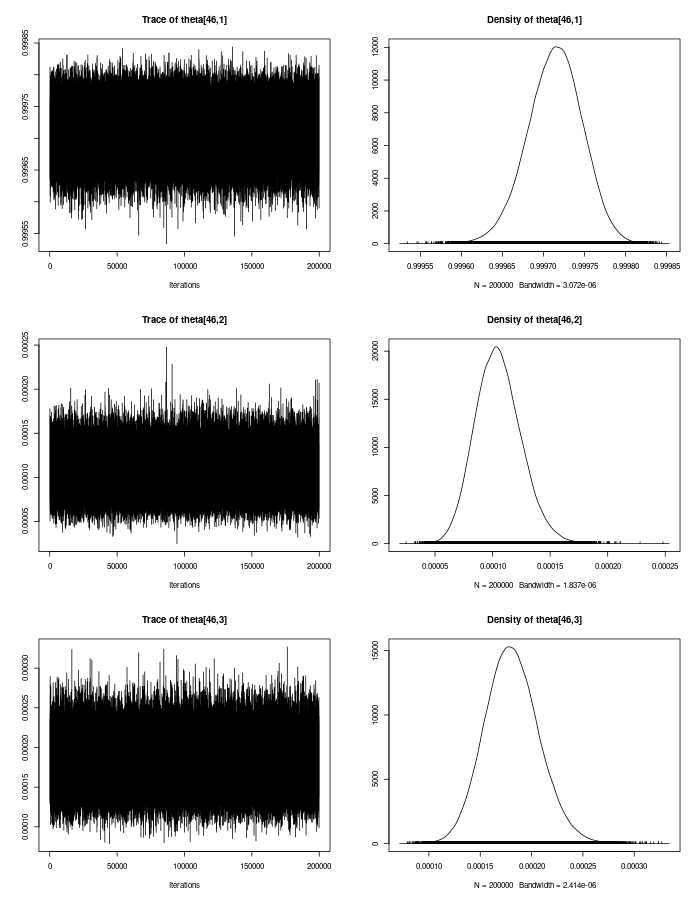 Trace of theta[46,1]
0.99955 0.99965 0.99975 0.99985
0 50000 100000 150000 200000
Iterations
Density of theta[46,1]
0 2000 4000 6000 8000 10000 12000
0.99955 0.99960 0.99965 0.99970 0.99975 0.99980 0.99985
N = 200000 Bandwidth = 3.072e-06
Trace of theta[46,2]
0.00005 0.00010 0.00015 0.00020 0.00025
0 50000 100000 150000 200000
Iterations
Density of theta[46,2]
0 5000 10000 15000 20000
0.00005 0.00010 0.00015 0.00020 0.00025
N = 200000 Bandwidth = 1.837e-06
Trace of theta[46,3]
0.00010 0.00015 0.00020 0.00025 0.00030
0 50000 100000 150000 200000
Iterations
Density of theta[46,3]
0 5000 10000 15000
0.00010 0.00015 0.00020 0.00025 0.00030
N = 200000 Bandwidth = 2.414e-06